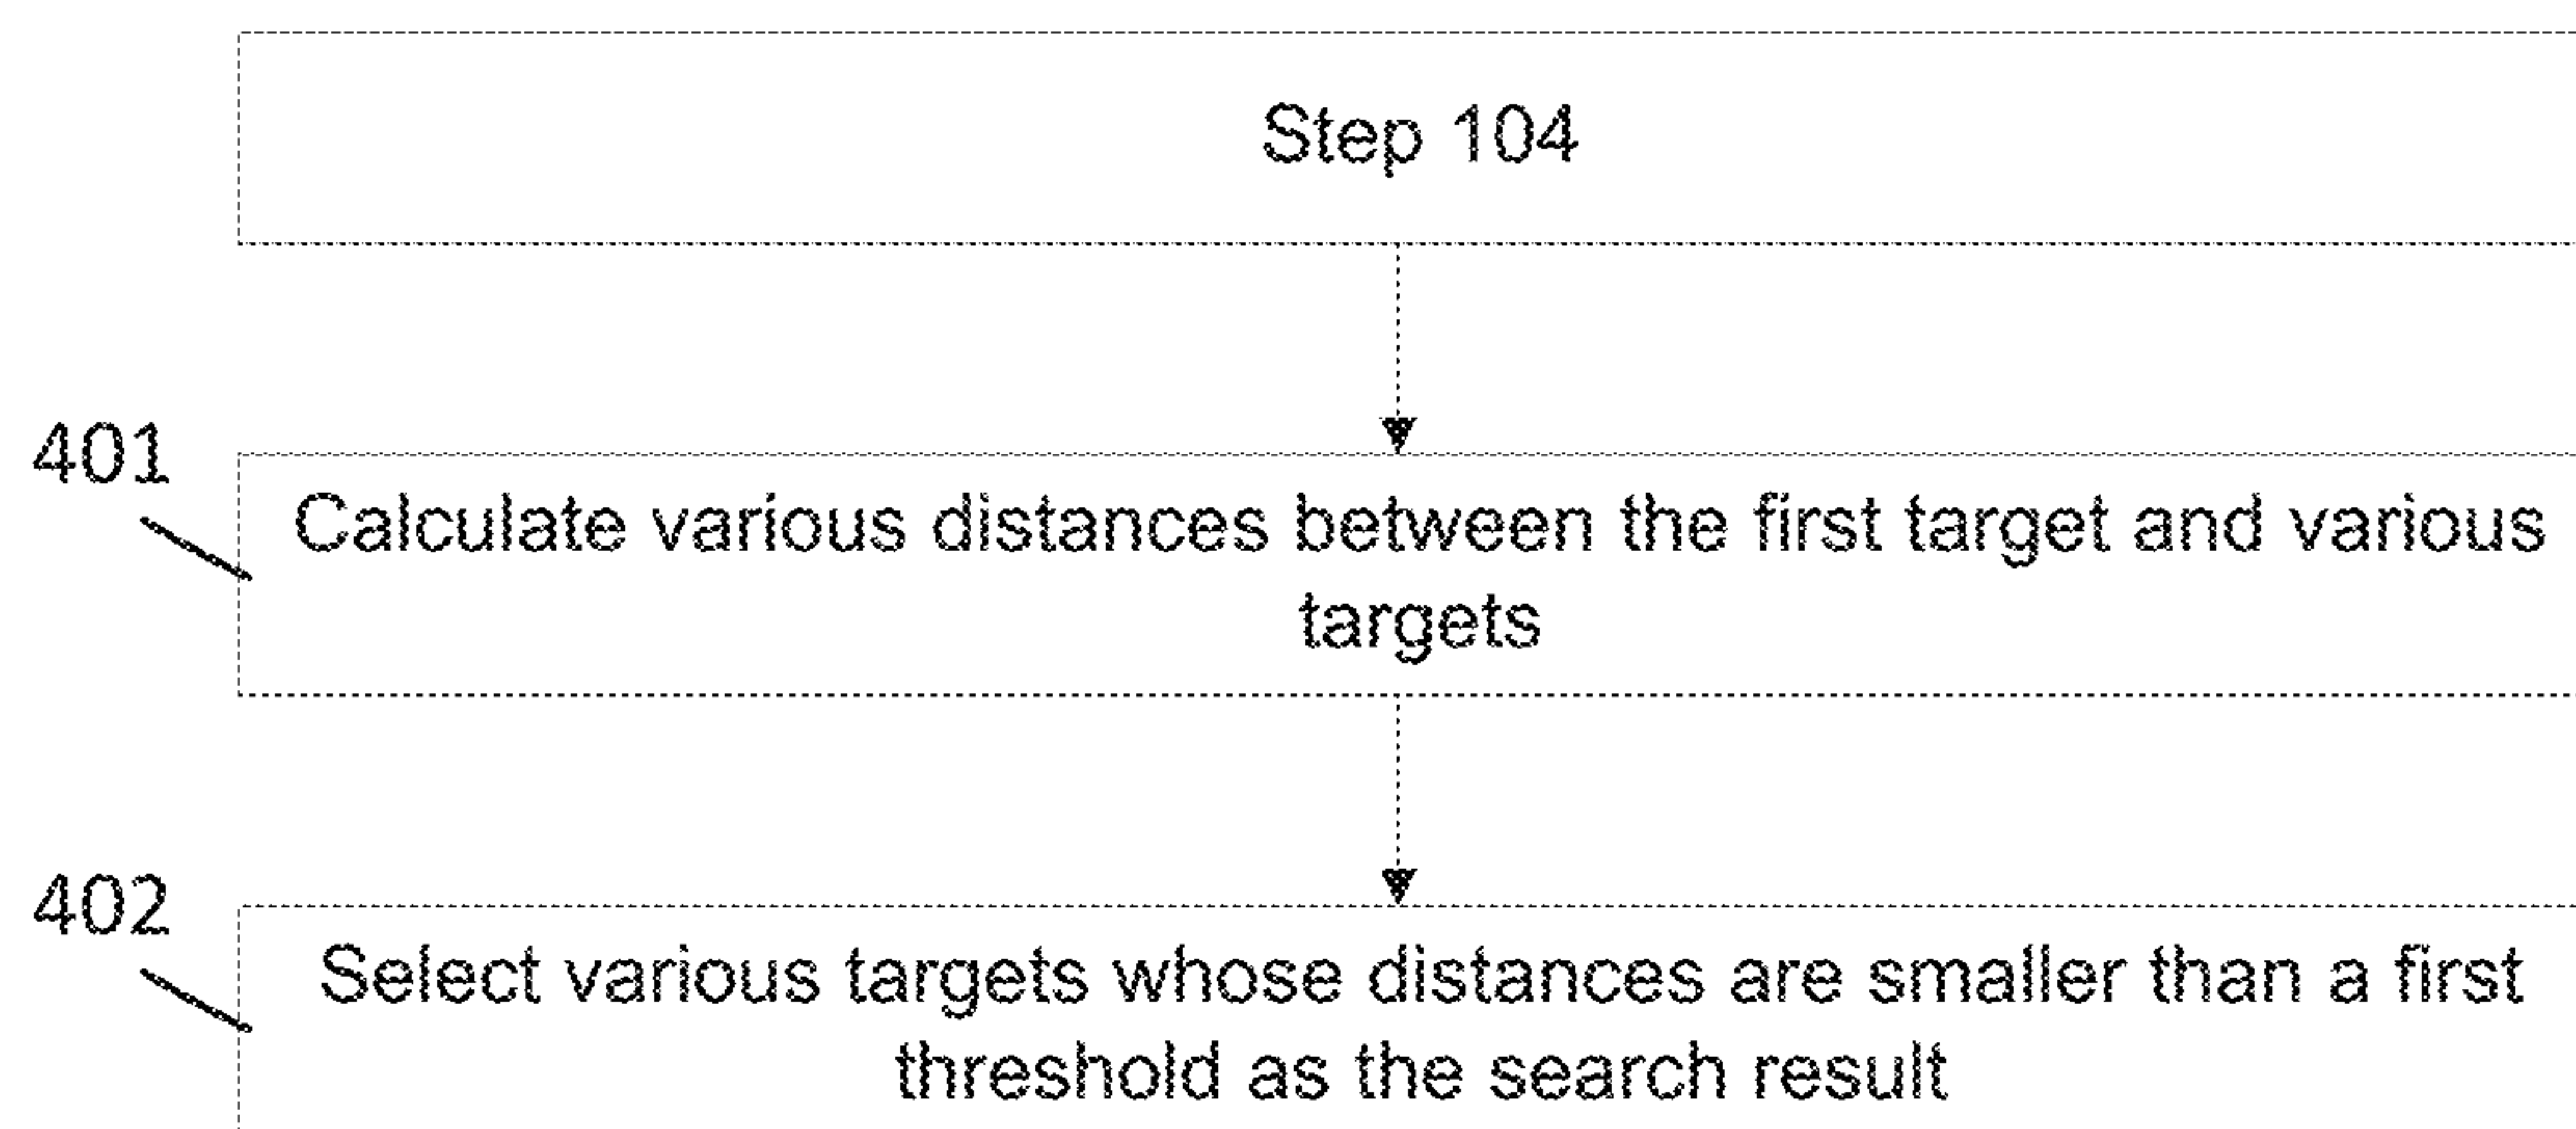 Step 104
401
Calculate various distances between the first target and various
targets
402
Select various targets whose distances are smaller than a first
threshold as the search result